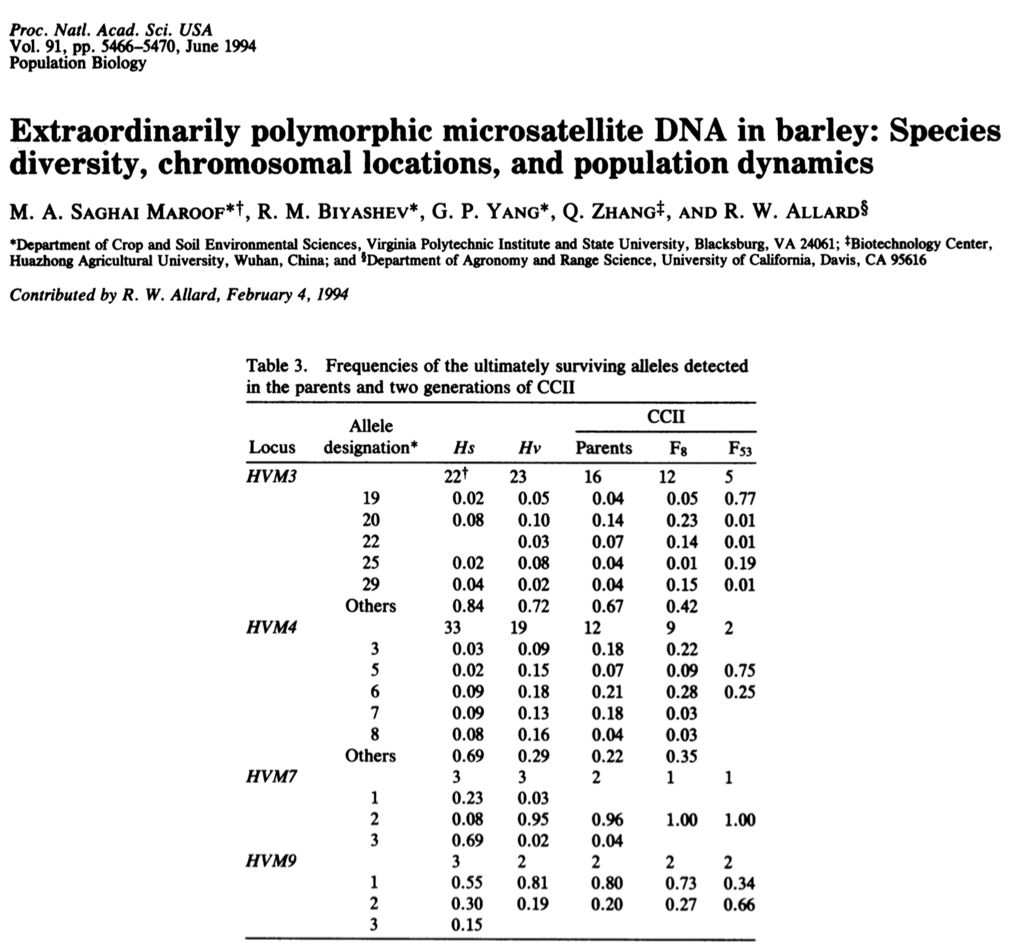 Proc. Natl. Acad. Sci. USA
Vol. 91, pp. 5466–5470, June 1994
Population Biology
Extraordinarily polymorphic microsatellite DNA in barley: Species
diversity, chromosomal locations, and population dynamics
M. A. SAGHAI MAROOF*†, R. M. BIYASHEV*, G. P. YANG*, Q. ZHANG‡, AND R. W. ALLARD§
*Department of Crop and Soil Environmental Sciences, Virginia Polytechnic Institute and State University, Blacksburg, VA 24061; ‡Biotechnology Center,
Huazhong Agricultural University, Wuhan, China; and §Department of Agronomy and Range Science, University of California, Davis, CA 95616
Contributed by R. W. Allard, February 4, 1994
Table 3. Frequencies of the ultimately surviving alleles detected
in the parents and two generations of CCII
CCII
Allele
Locus designation* Hs Hv Parents F8 F53
HVM3 22† 23 16 12 5
19 0.02 0.05 0.04 0.05 0.77
20 0.08 0.10 0.14 0.23 0.01
22 0.03 0.07 0.14 0.01
25 0.02 0.08 0.04 0.01 0.19
29 0.04 0.02 0.04 0.15 0.01
Others 0.84 0.72 0.67 0.42
HVM4 33 19 12 9 2
3 0.03 0.09 0.18 0.22
5 0.02 0.15 0.07 0.09 0.75
6 0.09 0.18 0.21 0.28 0.25
7 0.09 0.13 0.18 0.03
8 0.08 0.16 0.04 0.03
Others 0.69 0.29 0.22 0.35
HVM7 3 3 2 1 1
1 0.23 0.03
2 0.08 0.95 0.96 1.00 1.00
3 0.69 0.02 0.04
HVM9 3 2 2 2 2
1 0.55 0.81 0.80 0.73 0.34
2 0.30 0.19 0.20 0.27 0.66
3 0.15